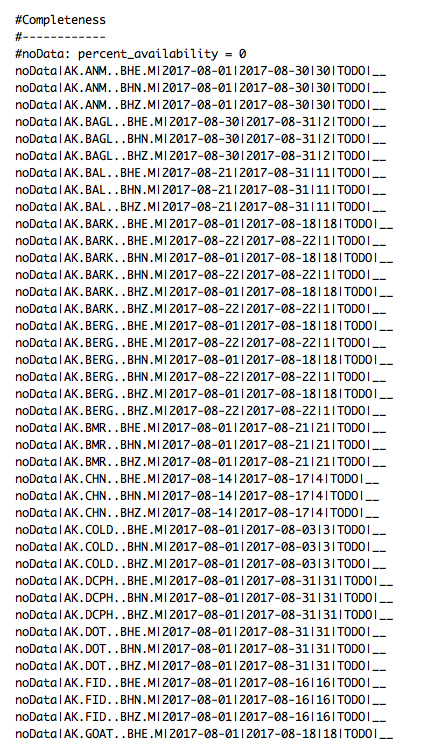 #Completeness
#------------
#noData: percent_availability = 0
noData|AK.ANM..BHE.M|2017-08-01|2017-08-30|30|TODO|__
noData|AK.ANM..BHN.M|2017-08-01|2017-08-30|30|TODO|__
noData|AK.ANM..BHZ.M|2017-08-01|2017-08-30|30|TODO|__
noData|AK.BAGL..BHE.M|2017-08-30|2017-08-31|2|TODO|__
noData|AK.BAGL..BHN.M|2017-08-30|2017-08-31|2|TODO|__
noData|AK.BAGL..BHZ.M|2017-08-30|2017-08-31|2|TODO|__
noData|AK.BAL..BHE.M|2017-08-21|2017-08-31|11|TODO|__
noData|AK.BAL..BHN.M|2017-08-21|2017-08-31|11|TODO|__
noData|AK.BAL..BHZ.M|2017-08-21|2017-08-31|11|TODO|__
noData|AK.BARK..BHE.M|2017-08-01|2017-08-18|18|TODO|__
noData|AK.BARK..BHE.M|2017-08-22|2017-08-22|1|TODO|__
noData|AK.BARK..BHN.M|2017-08-01|2017-08-18|18|TODO|__
noData|AK.BARK..BHN.M|2017-08-22|2017-08-22|1|TODO|__
noData|AK.BARK..BHZ.M|2017-08-01|2017-08-18|18|TODO|__
noData|AK.BARK..BHZ.M|2017-08-22|2017-08-22|1|TODO|__
noData|AK.BERG..BHE.M|2017-08-01|2017-08-18|18|TODO|__
noData|AK.BERG..BHE.M|2017-08-22|2017-08-22|1|TODO|__
noData|AK.BERG..BHN.M|2017-08-01|2017-08-18|18|TODO|__
noData|AK.BERG..BHN.M|2017-08-22|2017-08-22|1|TODO|__
noData|AK.BERG..BHZ.M|2017-08-01|2017-08-18|18|TODO|__
noData|AK.BERG..BHZ.M|2017-08-22|2017-08-22|1|TODO|__
noData|AK.BMR..BHE.M|2017-08-01|2017-08-21|21|TODO|__
noData|AK.BMR..BHN.M|2017-08-01|2017-08-21|21|TODO|__
noData|AK.BMR..BHZ.M|2017-08-01|2017-08-21|21|TODO|__
noData|AK.CHN..BHE.M|2017-08-14|2017-08-17|4|TODO|__
noData|AK.CHN..BHN.M|2017-08-14|2017-08-17|4|TODO|__
noData|AK.CHN..BHZ.M|2017-08-14|2017-08-17|4|TODO|__
noData|AK.COLD..BHE.M|2017-08-01|2017-08-03|3|TODO|__
noData|AK.COLD..BHN.M|2017-08-01|2017-08-03|3|TODO|__
noData|AK.COLD..BHZ.M|2017-08-01|2017-08-03|3|TODO|__
noData|AK.DCPH..BHE.M|2017-08-01|2017-08-31|31|TODO|__
noData|AK.DCPH..BHN.M|2017-08-01|2017-08-31|31|TODO|__
noData|AK.DCPH..BHZ.M|2017-08-01|2017-08-31|31|TODO|__
noData|AK.DOT..BHE.M|2017-08-01|2017-08-31|31|TODO|__
noData|AK.DOT..BHN.M|2017-08-01|2017-08-31|31|TODO|__
noData|AK.DOT..BHZ.M|2017-08-01|2017-08-31|31|TODO|__
noData|AK.FID..BHE.M|2017-08-01|2017-08-16|16|TODO|__
noData|AK.FID..BHN.M|2017-08-01|2017-08-16|16|TODO|__
noData|AK.FID..BHZ.M|2017-08-01|2017-08-16|16|TODO|__
noData|AK.GOAT..BHE.M|2017-08-01|2017-08-18|18|TODO|__